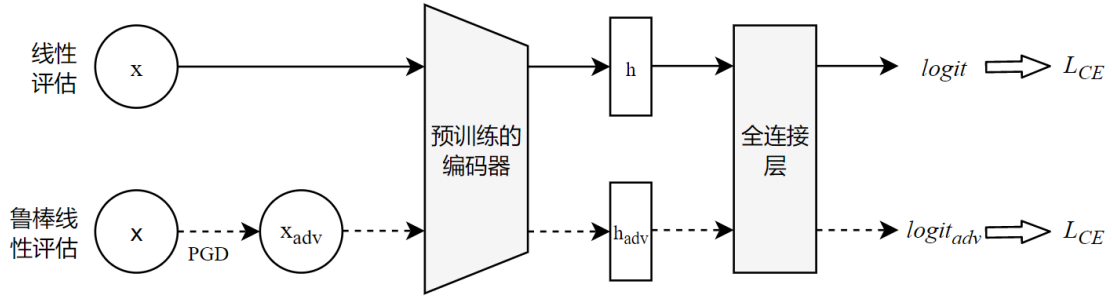 线性
评估
x
h
logit
L_CE
预训练的
编码器
全连接
层
鲁棒线
性评估
x
PGD
x_adv
h_adv
logit_adv
L_CE